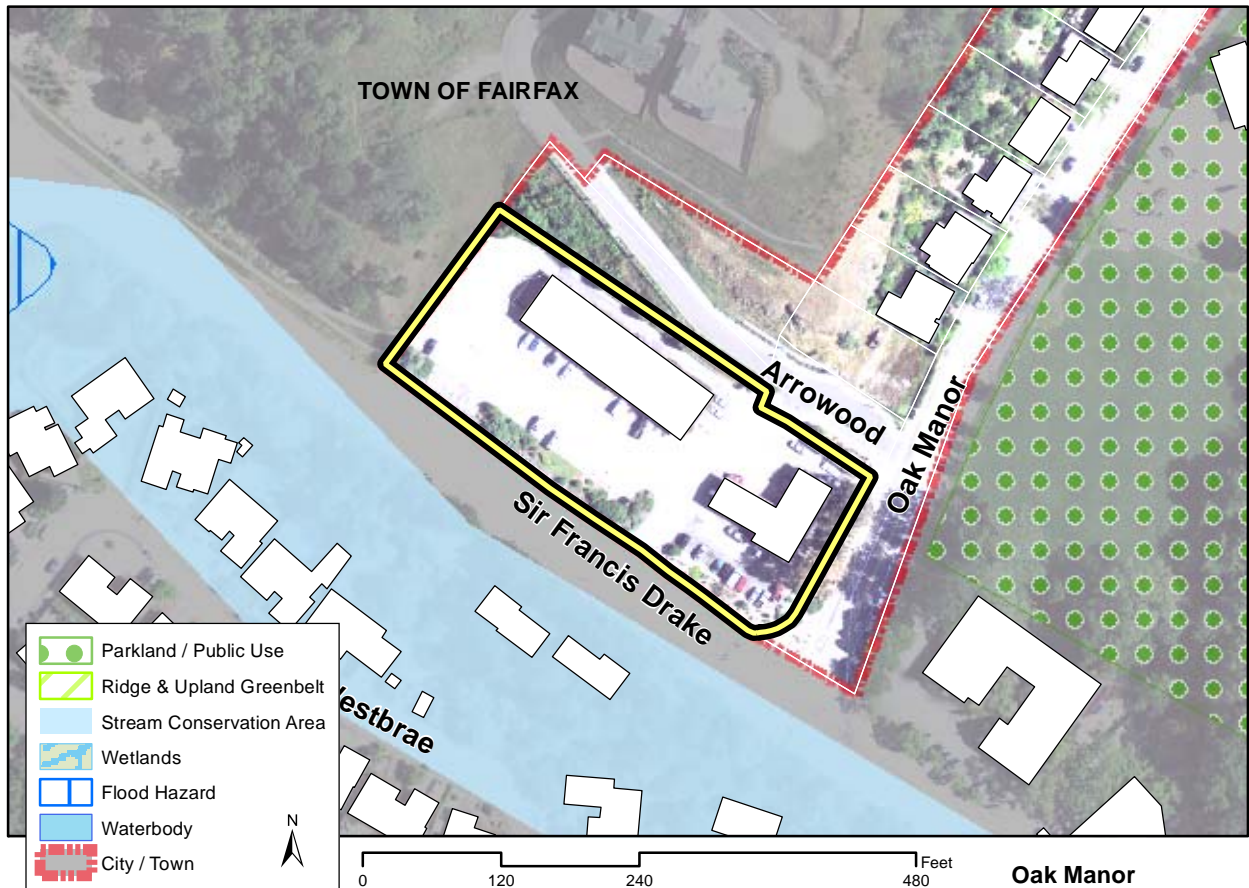 TOWN OF FAIRFAX
Arrowood
Oak Manor
Sir Francis Drake
Parkland / Public Use
Ridge & Upland Greenbelt
Stream Conservation Area
Wetlands
Flood Hazard
Waterbody
City / Town
N
0 120 240 480 Feet
Oak Manor